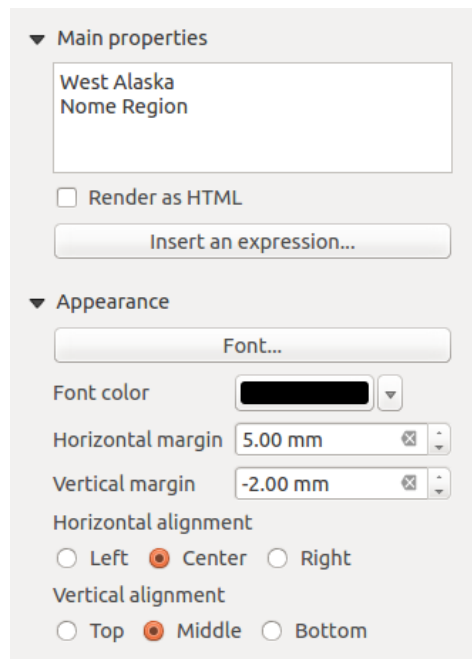 Main properties
West Alaska
Nome Region
Render as HTML
Insert an expression...
Appearance
Font...
Font color
Horizontal margin 5.00 mm
Vertical margin -2.00 mm
Horizontal alignment
Left Center Right
Vertical alignment
Top Middle Bottom